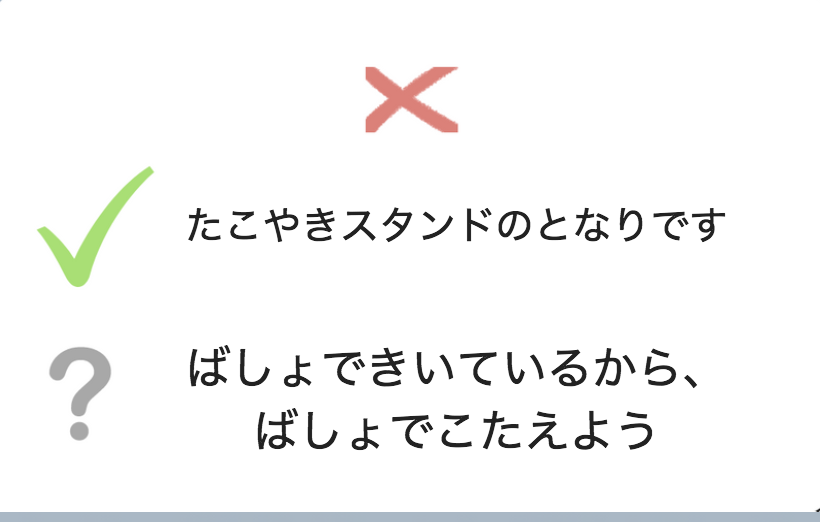 たこやきスタンドのとなりです
ばしょできいているから、
ばしょでこたえよう